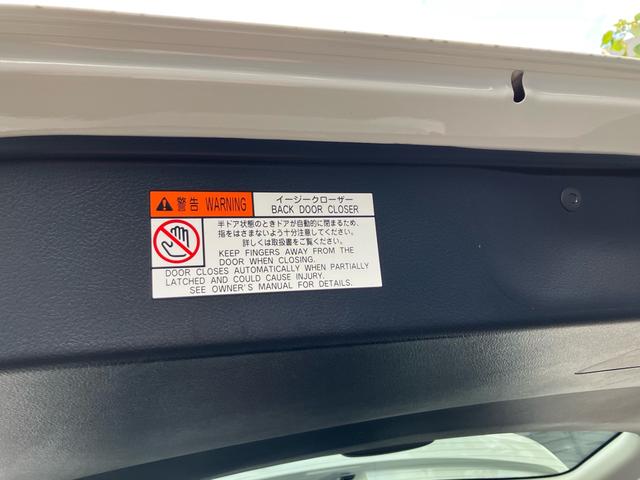 警告 WARNING
イージークローザー
BACK DOOR CLOSER
半ドア状態のときドアが自動的に閉まるため、
指をはさまないよう十分注意してください。
詳しくは取扱書をご覧ください。
KEEP FINGERS AWAY FROM THE
DOOR WHEN CLOSING.
DOOR CLOSES AUTOMATICALLY WHEN PARTIALLY
LATCHED AND COULD CAUSE INJURY.
SEE OWNER'S MANUAL FOR DETAILS.